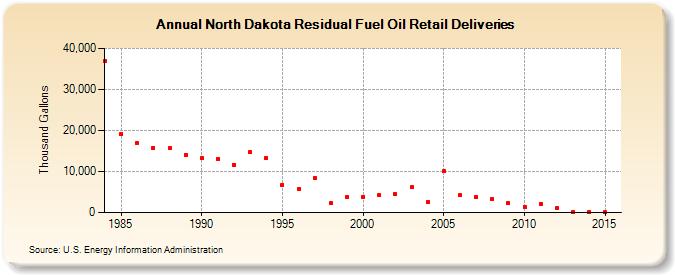 Annual North Dakota Residual Fuel Oil Retail Deliveries
Thousand Gallons
40,000
30,000
20,000
10,000
0
1985 1990 1995 2000 2005 2010 2015
Source: U.S. Energy Information Administration